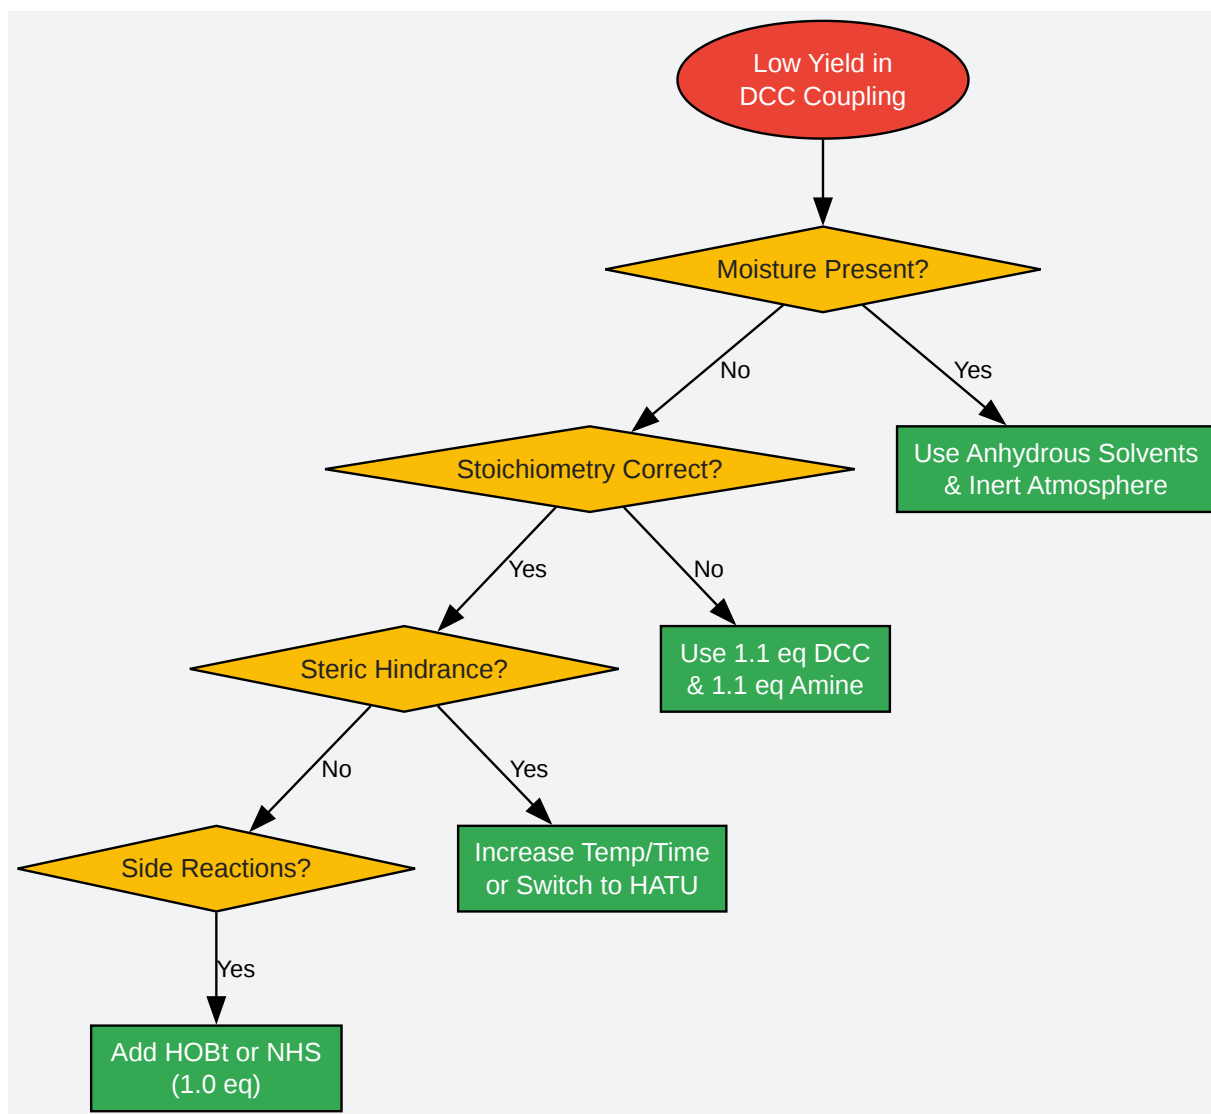 Low Yield in
DCC Coupling
Moisture Present?
No
Yes
Stoichiometry Correct?
Use Anhydrous Solvents
& Inert Atmosphere
Yes
No
Steric Hindrance?
Use 1.1 eq DCC
& 1.1 eq Amine
No
Yes
Side Reactions?
Increase Temp/Time
or Switch to HATU
Yes
Add HOBt or NHS
(1.0 eq)